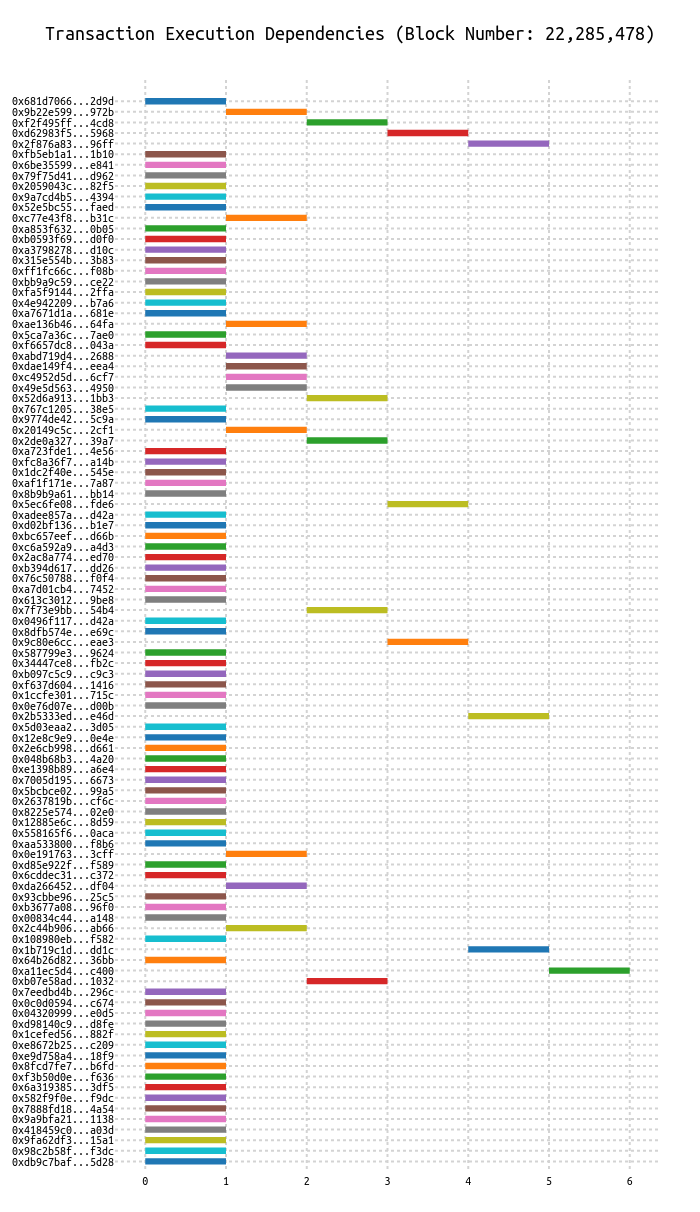 Transaction Execution Dependencies (Block Number: 22,285,478)
0x681d7066...2d9d
0x9b22e599...972b
0xf2f495ff...4cd8
0xd62983f5...5968
0x2f876a83...96ff
0xfb5eb1a1...1b10
0x6be35599...e841
0x79f75d41...d962
0x2059043c...82f5
0x9a7cd4b5...4394
0x52e5bc55...faed
0xc77e43f8...b31c
0xa853f632...0b05
0xb0593f69...d0f0
0xa3798278...d10c
0x315e554b...3b83
0xff1fc66c...f08b
0xbb9a9c59...ce22
0xfa5f9144...2ffa
0x4e942209...b7a6
0xa7671d1a...681e
0xae136b46...64fa
0x5ca7a36c...7ae0
0xf6657dc8...043a
0xabd719d4...2688
0xdae149f4...eea4
0xc4952d5d...6cf7
0x49e5d563...4950
0x52d6a913...1bb3
0x767c1205...38e5
0x9774de42...5c9a
0x20149c5c...2cf1
0x2de0a327...39a7
0xa723fde1...4e56
0xfc8a36f7...a14b
0x1dc2f40e...545e
0xaf1f171e...7a87
0x8b9b9a61...bb14
0x5ec6fe08...fde6
0xadee857a...d42a
0xd02bf136...b1e7
0xbc657eef...d66b
0xc6a592a9...a4d3
0x2ac8a774...ed70
0xb394d617...dd26
0x76c50788...f0f4
0xa7d01cb4...7452
0x613c3012...9be8
0x7f73e9bb...54b4
0x0496f117...d42a
0x8dfb574e...e69c
0x9c80e6cc...eae3
0x587799e3...9624
0x34447ce8...fb2c
0xb097c5c9...c9c3
0xf637d604...1416
0x1ccfe301...715c
0x0e76d07e...d00b
0x2b5333ed...e46d
0x5d03eaa2...3d05
0x12e8c9e9...0e4e
0x2e6cb998...d661
0x048b68b3...4a20
0xe1398b89...a6e4
0x7005d195...6673
0x5bcbce02...99a5
0x2637819b...cf6c
0x8225e574...02e0
0x12885e6c...8d59
0x558165f6...0aca
0xaa533800...f8b6
0x0e191763...3cff
0xd85e922f...f589
0x6cddec31...c372
0xda266452...df04
0x93cbbe96...25c5
0xb3677a08...96f0
0x00834c44...a148
0x2c44b906...ab66
0x108980eb...f582
0x1b719c1d...dd1c
0x64b26d82...36bb
0xa11ec5d4...c400
0xb07e58ad...1032
0x7eedbd4b...296c
0x0c0d0594...c674
0x04320999...e0d5
0xd98140c9...d8fe
0x1cefed56...882f
0xe8672b25...c209
0xe9d758a4...18f9
0x8fcd7fe7...b6fd
0xf3b50d0e...f636
0x6a319385...3df5
0x582f9f0e...f9dc
0x7888fd18...4a54
0x9a9bfa21...1138
0x418459c0...a03d
0x9fa62df3...15a1
0x98c2b58f...f3dc
0xdb9c7baf...5d28
0 1 2 3 4 5 6